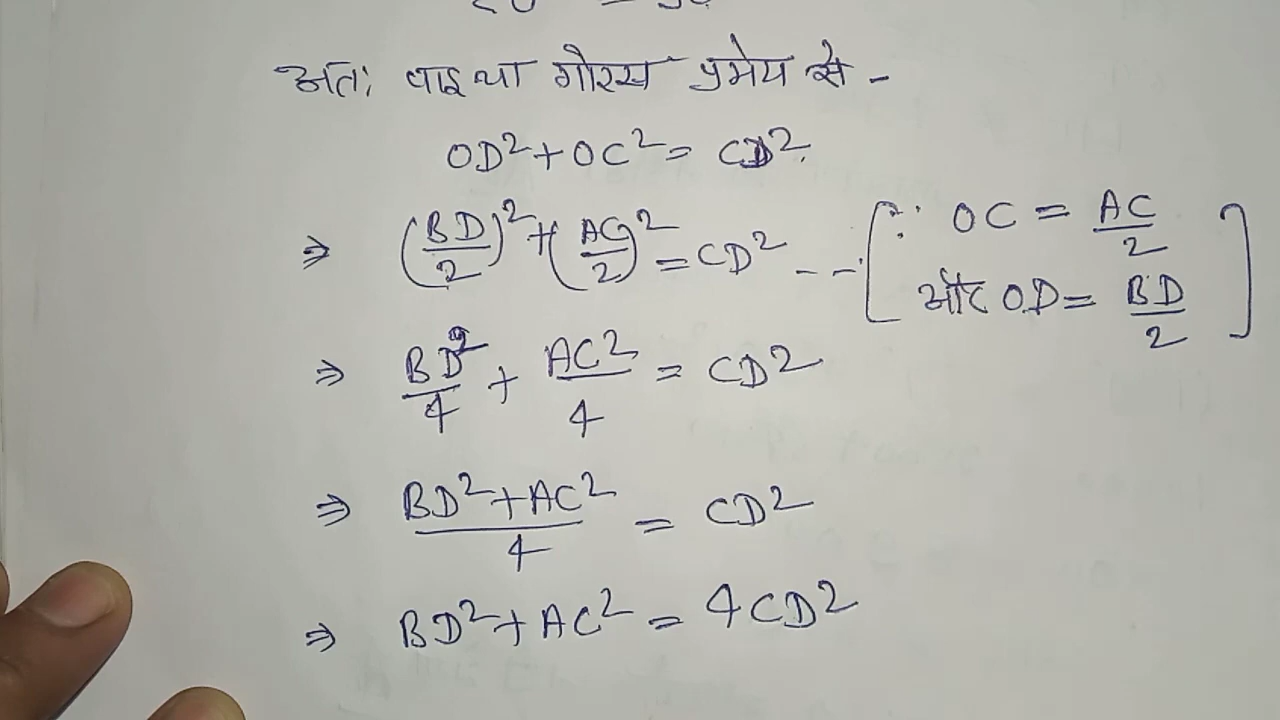 अतः पाइथागोरस प्रमेय से -
OD²+OC² = CD²
⇒ (BD/2)²+(AC/2)² = CD² --- [∵ OC = AC/2
और OD = BD/2]
⇒ BD²/4 + AC²/4 = CD²
⇒ (BD²+AC²)/4 = CD²
⇒ BD²+AC² = 4CD²